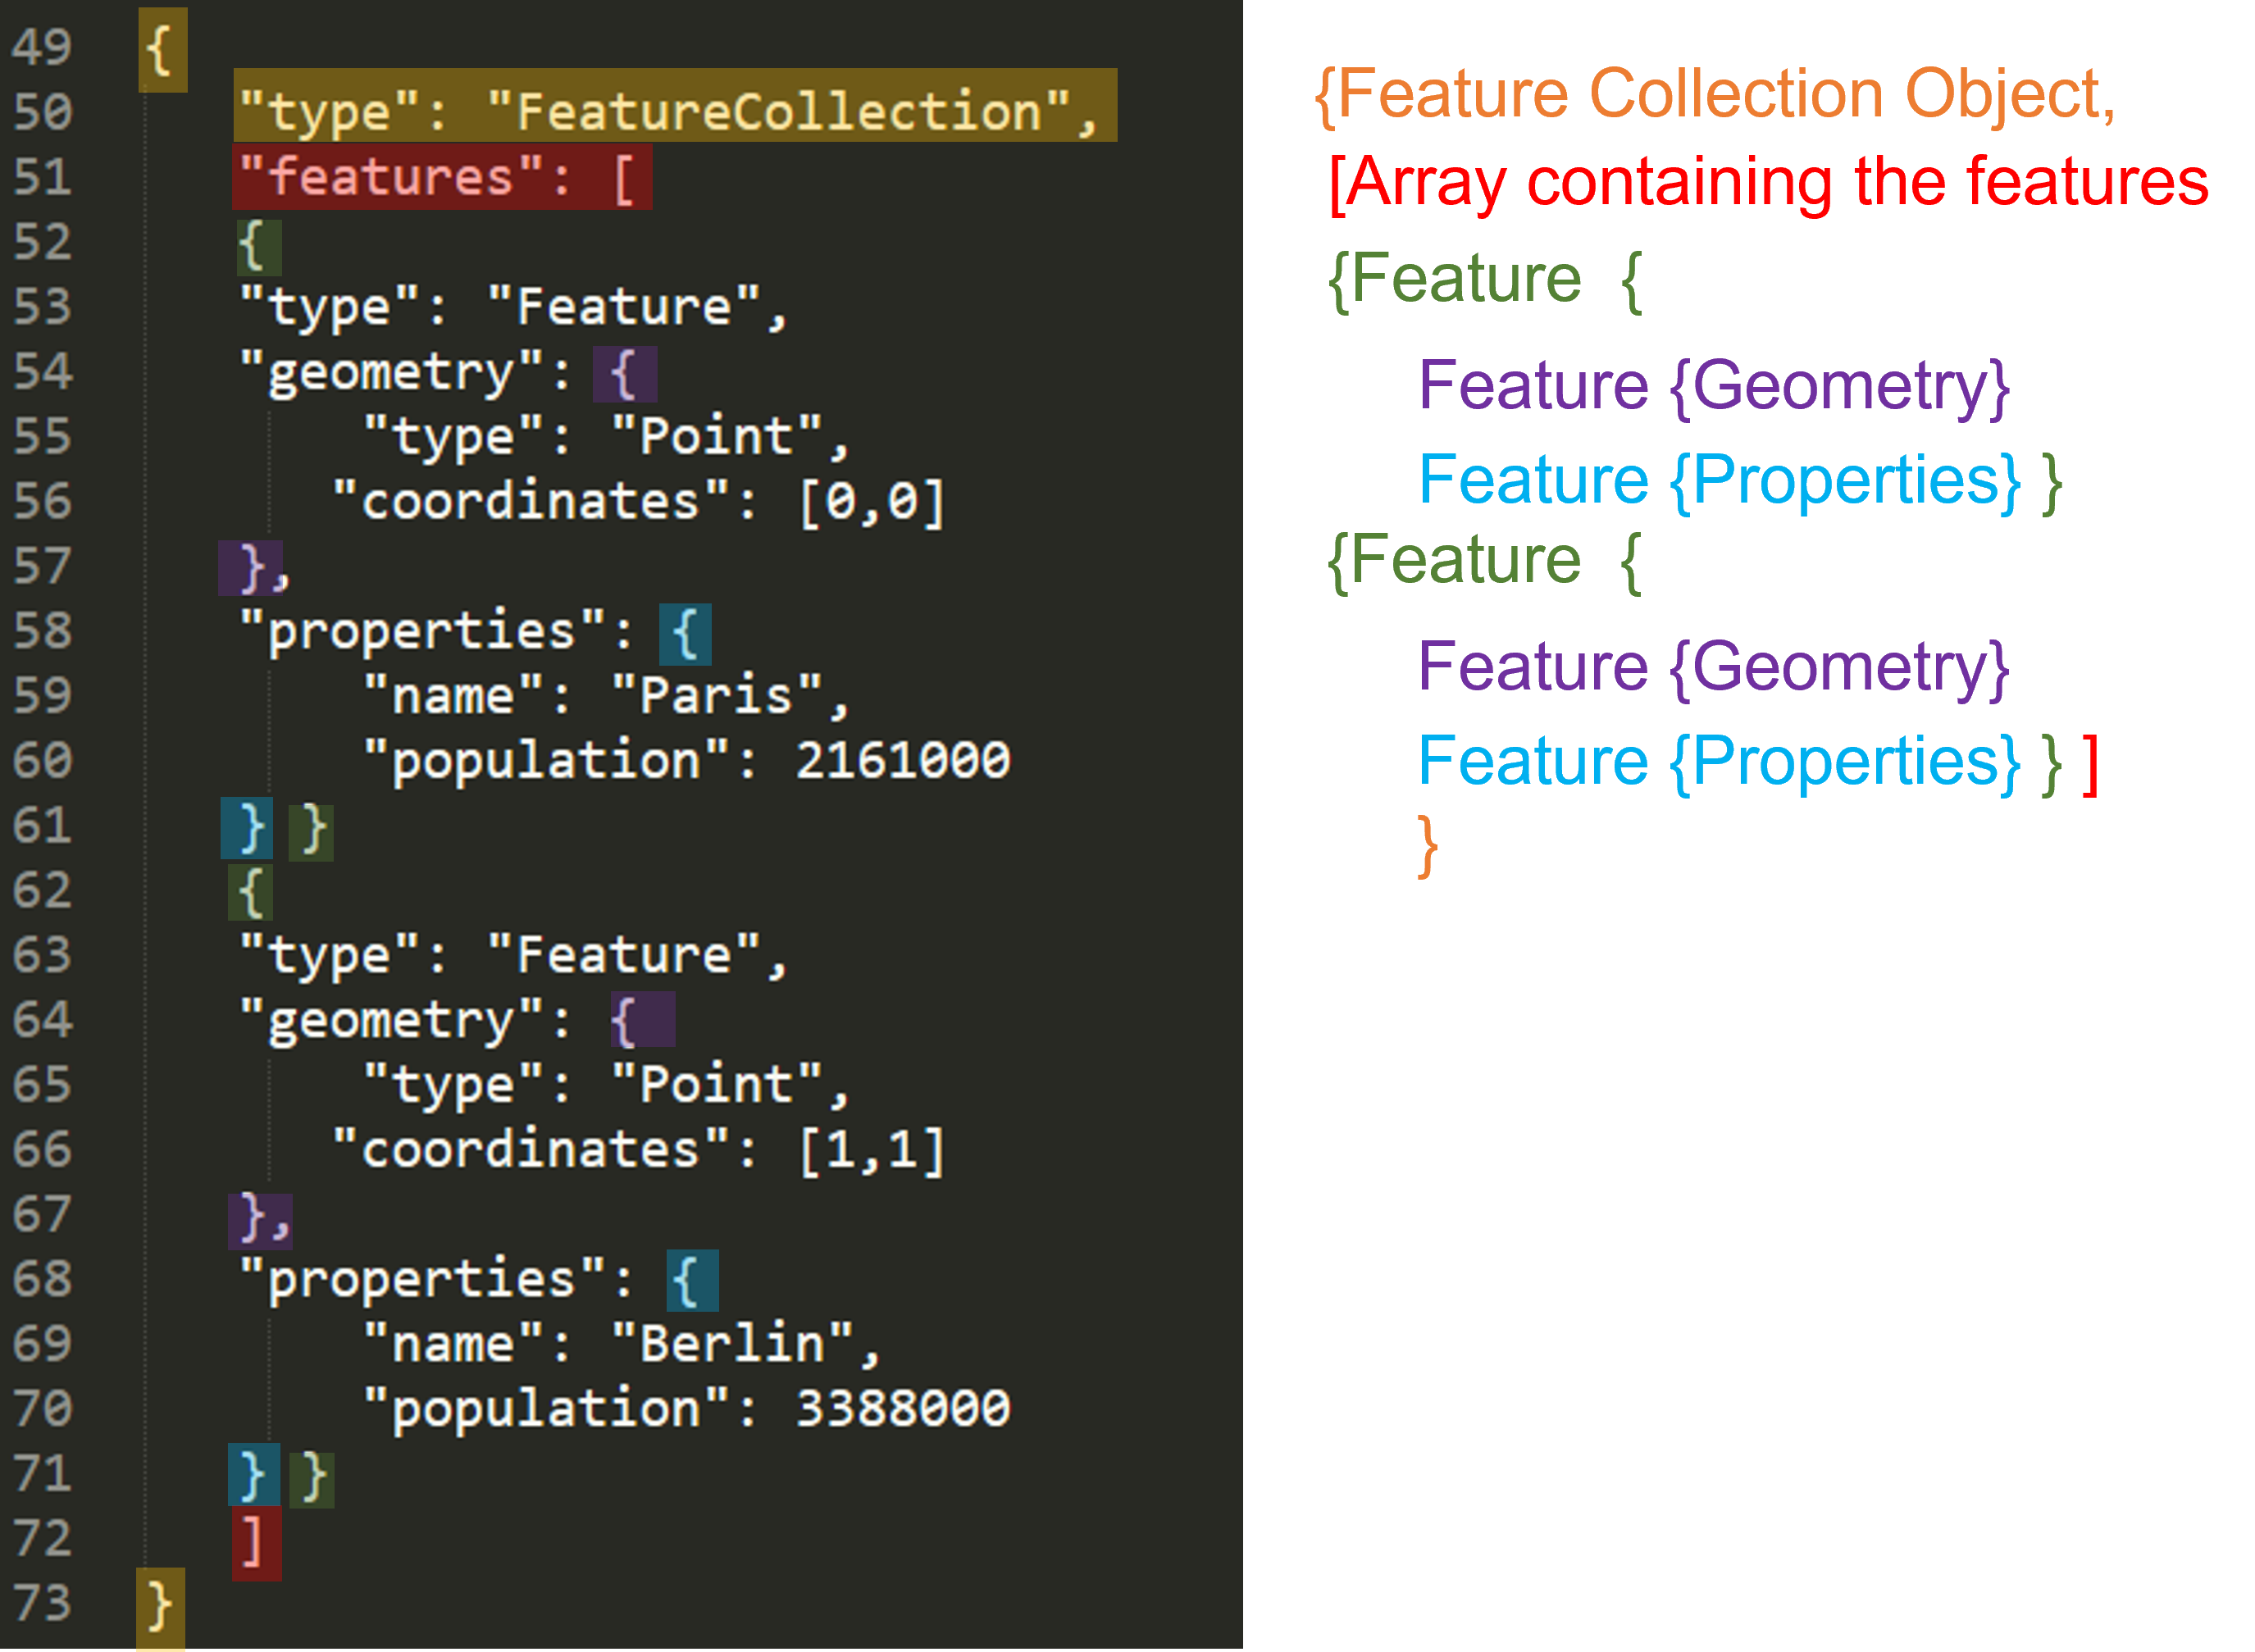 49 {
50 "type": "FeatureCollection",
51 "features": [
52 {
53 "type": "Feature",
54 "geometry": {
55 "type": "Point",
56 "coordinates": [0,0]
57 },
58 "properties": {
59 "name": "Paris",
60 "population": 2161000
61 } }
62 {
63 "type": "Feature",
64 "geometry": {
65 "type": "Point",
66 "coordinates": [1,1]
67 },
68 "properties": {
69 "name": "Berlin",
70 "population": 3388000
71 } }
72 ]
73 }
{Feature Collection Object,
[Array containing the features
{Feature {
Feature {Geometry}
Feature {Properties} }
{Feature {
Feature {Geometry}
Feature {Properties} } ]
}